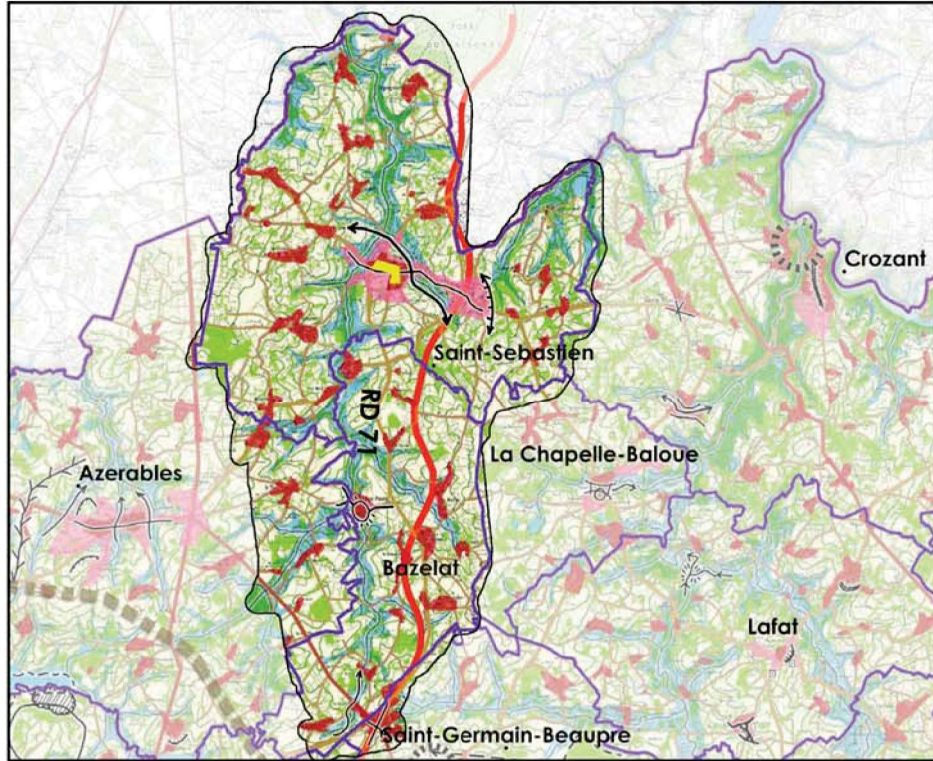 Crozant
Saint-Sebastien
RD 71
La Chapelle-Baloue
Azerables
Bazelat
Lafat
Saint-Germain-Beaupre